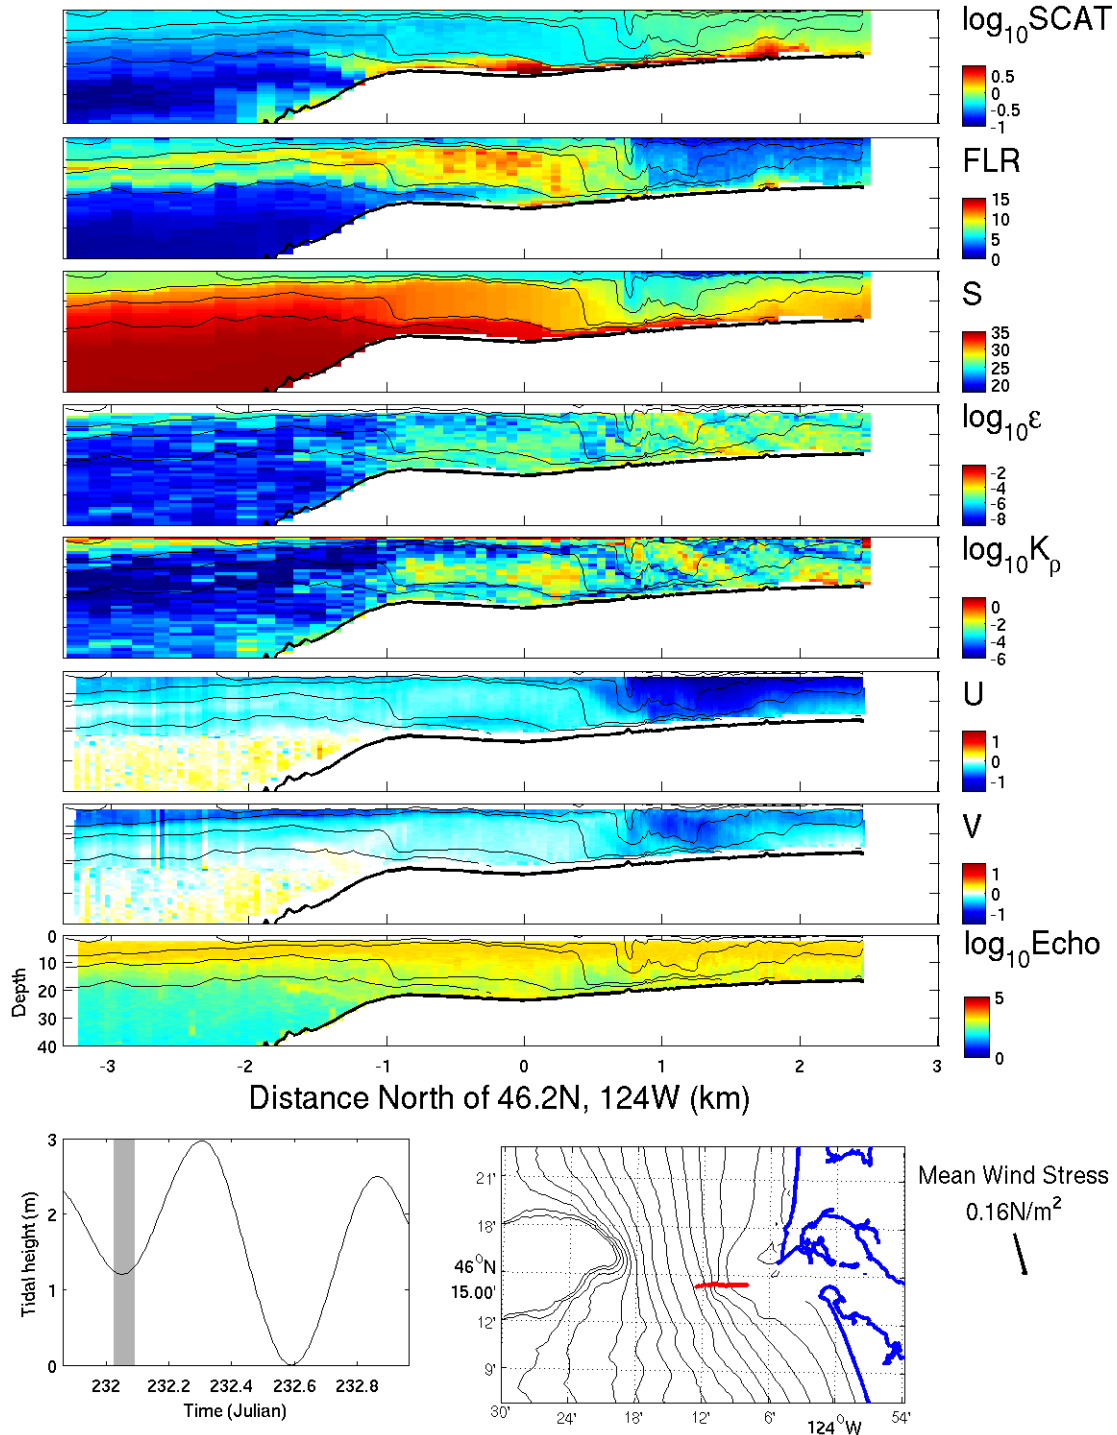 log10SCAT
0.5
0
-0.5
-1
FLR
15
10
5
0
S
35
30
25
20
log10ε
-2
-4
-6
-8
log10Kρ
0
-2
-4
-6
U
1
0
-1
V
1
0
-1
log10Echo
5
0
Depth
0
10
20
30
40
-3 -2 -1 0 1 2 3
Distance North of 46.2N, 124W (km)
Tidal height (m)
3
2
1
0
232 232.2 232.4 232.6 232.8
Time (Julian)
21'
18'
46°N
15.00'
12'
9'
30' 24' 18' 12' 6' 54'
124°W
Mean Wind Stress
0.16N/m²